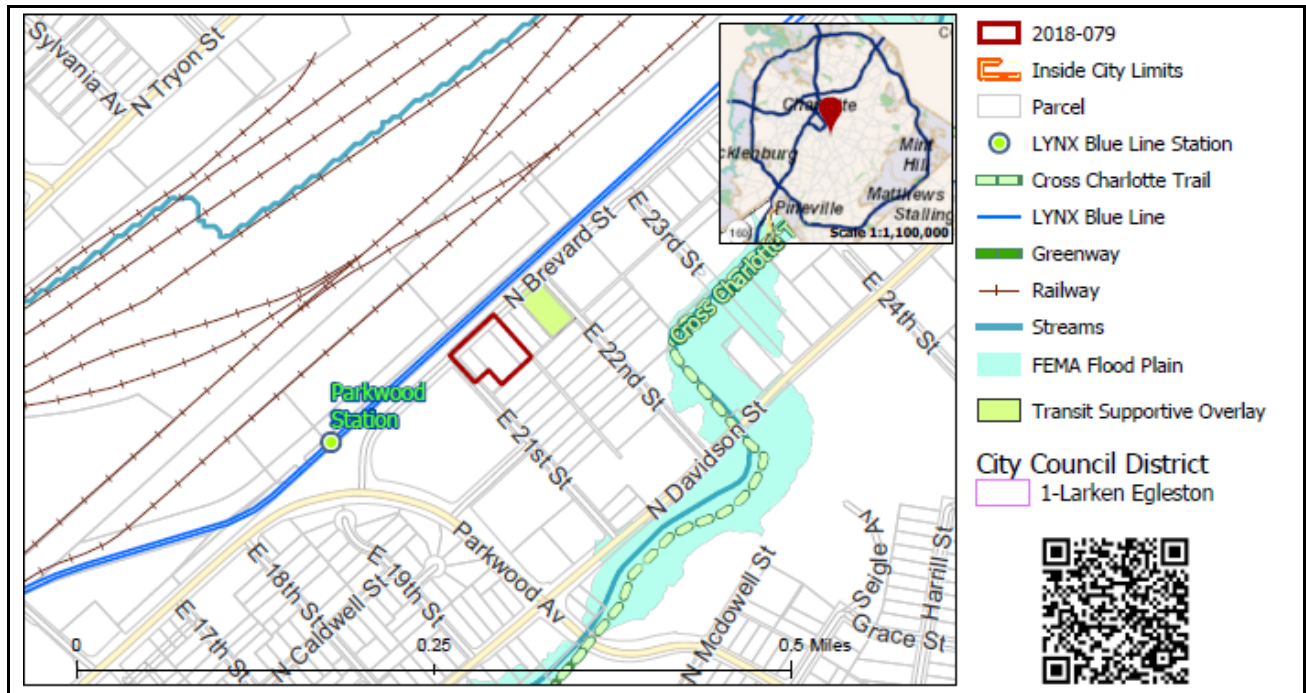 Sylvania Av
N Tryon St
N Brevard St
E 23rd St
E 22nd St
E 21st St
E 24th St
Cross Charlotte T
Parkwood
Station
N Davidson St
Parkwood Av
E 19th St
E 18th St
N Caldwell St
E 17th St
N Mcdowell St
Seigle Av
Harrill St
Grace St
0
0.25
0.5 Miles
C
Charlotte
cklenburg
Mint
Hill
Matthews
Pineville
Stalling
160
Scale 1:1,100,000
2018-079
Inside City Limits
Parcel
LYNX Blue Line Station
Cross Charlotte Trail
LYNX Blue Line
Greenway
Railway
Streams
FEMA Flood Plain
Transit Supportive Overlay
City Council District
1-Larken Egleston